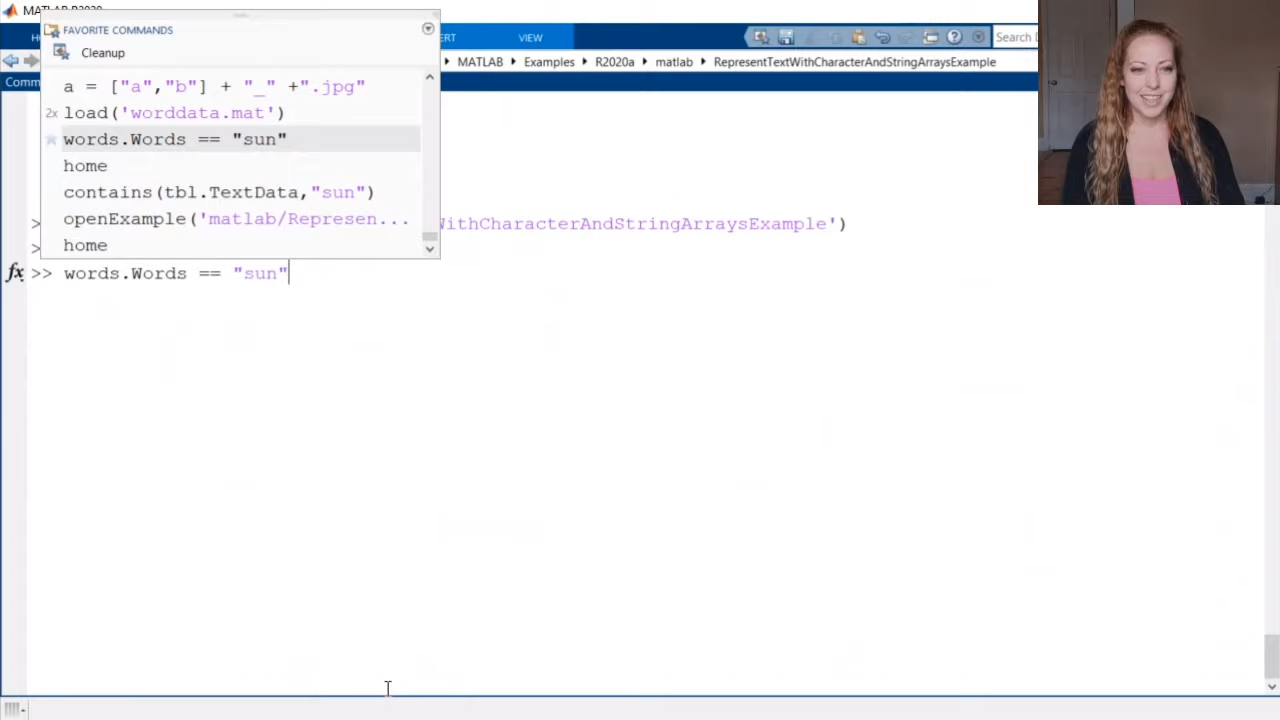 MATLAB R2020
FAVORITE COMMANDS
Cleanup
VIEW
Search
MATLAB Examples R2020a matlab RepresentTextWithCharacterAndStringArraysExample
Comm
a = ["a","b"] + "_" +".jpg"
2x load('worddata.mat')
words.Words == "sun"
home
contains(tbl.TextData,"sun")
openExample('matlab/Represen...
home
WithCharacterAndStringArraysExample')
fx >> words.Words == "sun"